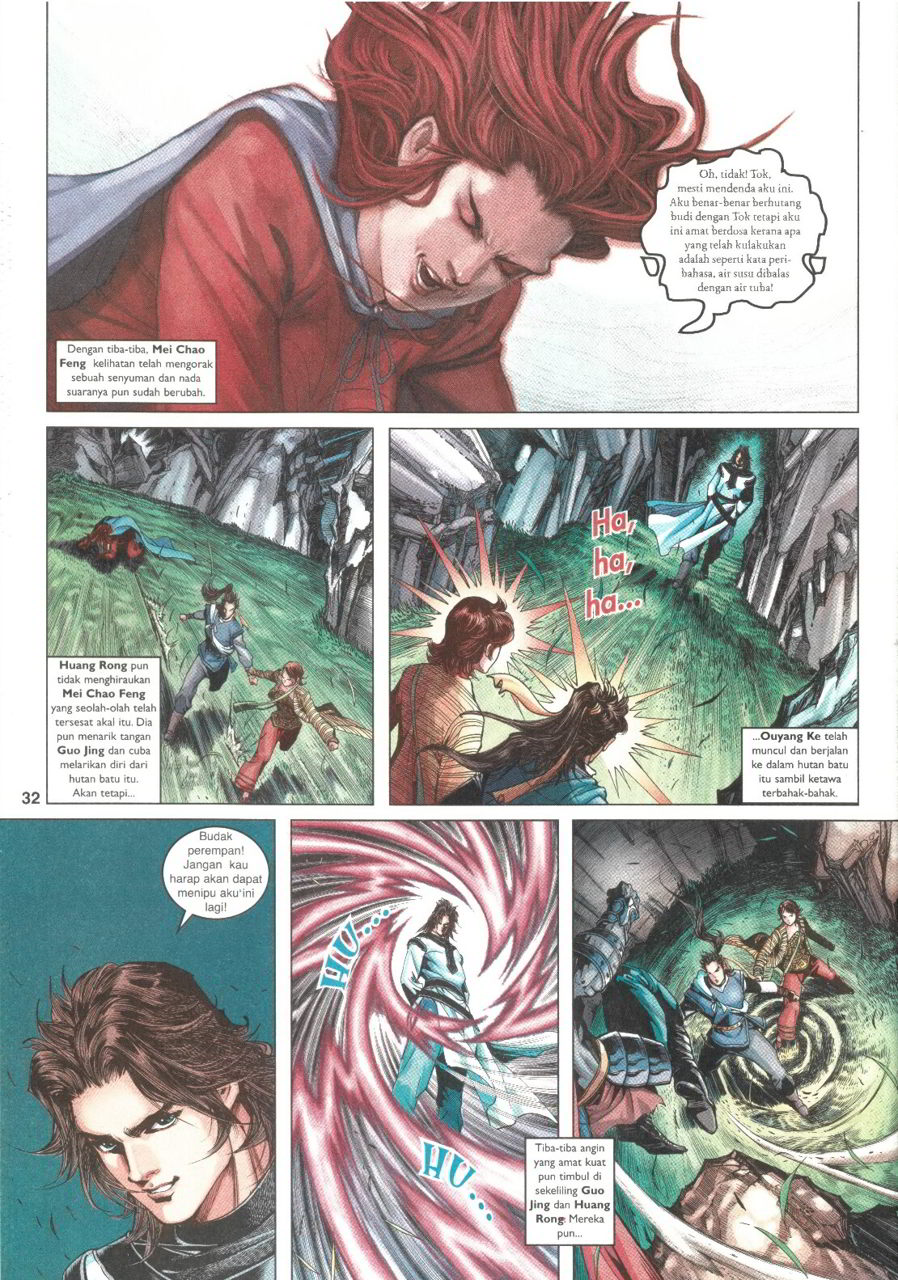 Oh, tidak! Tok,
mesti mendenda aku ini.
Aku benar-benar berhutang
budi dengan Tok tetapi aku
ini amat berdosa kerana apa
yang telah kulakukan
adalah seperti kata peri-
bahasa, air susu dibalas
dengan air tuba!
Dengan tiba-tiba, Mei Chao
Feng kelihatan telah mengorak
sebuah senyuman dan nada
suaranya pun sudah berubah.
Huang Rong pun
tidak menghiraukan
Mei Chao Feng
yang seolah-olah telah
tersesat akal itu. Dia
pun menarik tangan
Guo Jing dan cuba
melarikan diri dari
hutan batu itu.
Akan tetapi...
Ha,
ha,
ha...
...Ouyang Ke telah
muncul dan berjalan
ke dalam hutan batu
itu sambil ketawa
terbahak-bahak.
32
Budak
perempan!
Jangan kau
harap akan dapat
menipu aku'ini
lagi!
HU...
HU...
Tiba-tiba angin
yang amat kuat
pun timbul di
sekeliling Guo
Jing dan Huang
Rong. Mereka
pun...